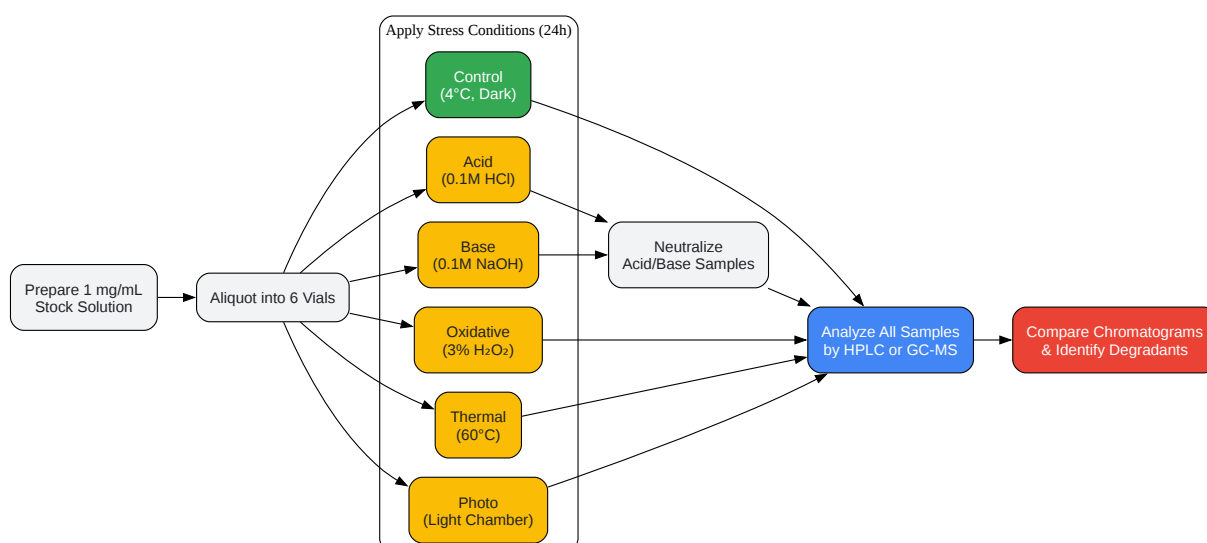 Apply Stress Conditions (24h)
Control
(4°C, Dark)
Acid
(0.1M HCl)
Base
(0.1M NaOH)
Neutralize
Acid/Base Samples
Prepare 1 mg/mL
Stock Solution
Aliquot into 6 Vials
Oxidative
(3% H₂O₂)
Analyze All Samples
by HPLC or GC-MS
Compare Chromatograms
& Identify Degradants
Thermal
(60°C)
Photo
(Light Chamber)